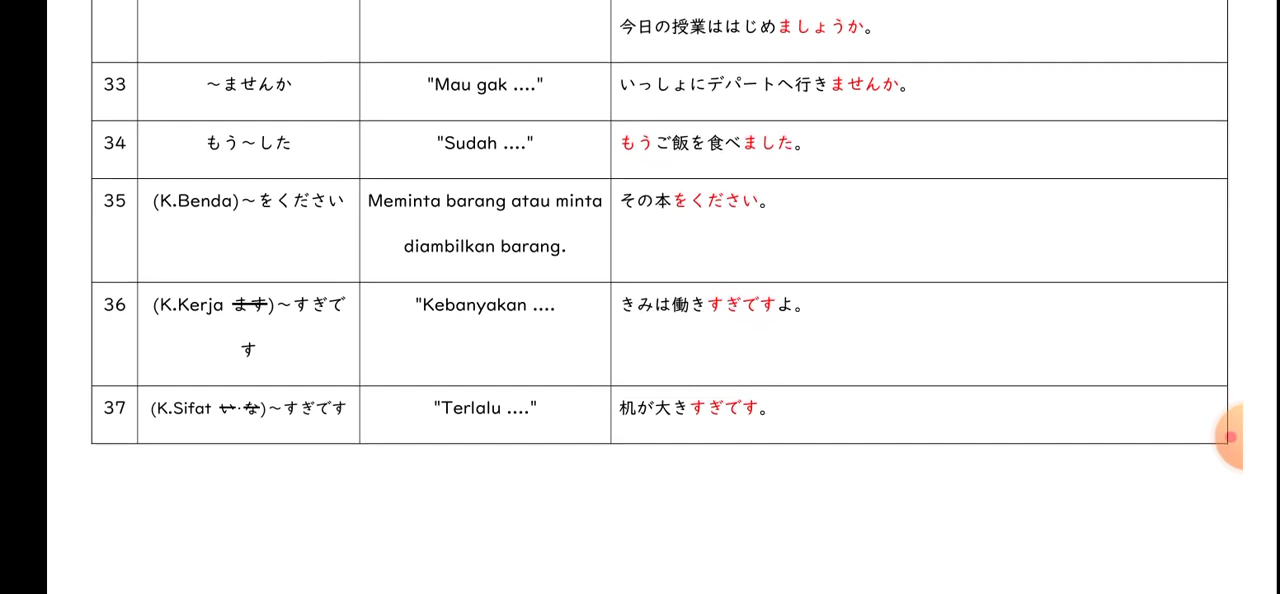 今日の授業ははじめましょうか。
33 ～ませんか "Mau gak ...." いっしょにデパートへ行きませんか。
34 もう～した "Sudah ...." もうご飯を食べました。
35 (K.Benda)～をください Meminta barang atau minta その本をください。
diambilkan barang.
36 (K.Kerja ます)～すぎで "Kebanyakan .... きみは働きすぎですよ。
す
37 (K.Sifat い·な)～すぎです "Terlalu ...." 机が大きすぎです。